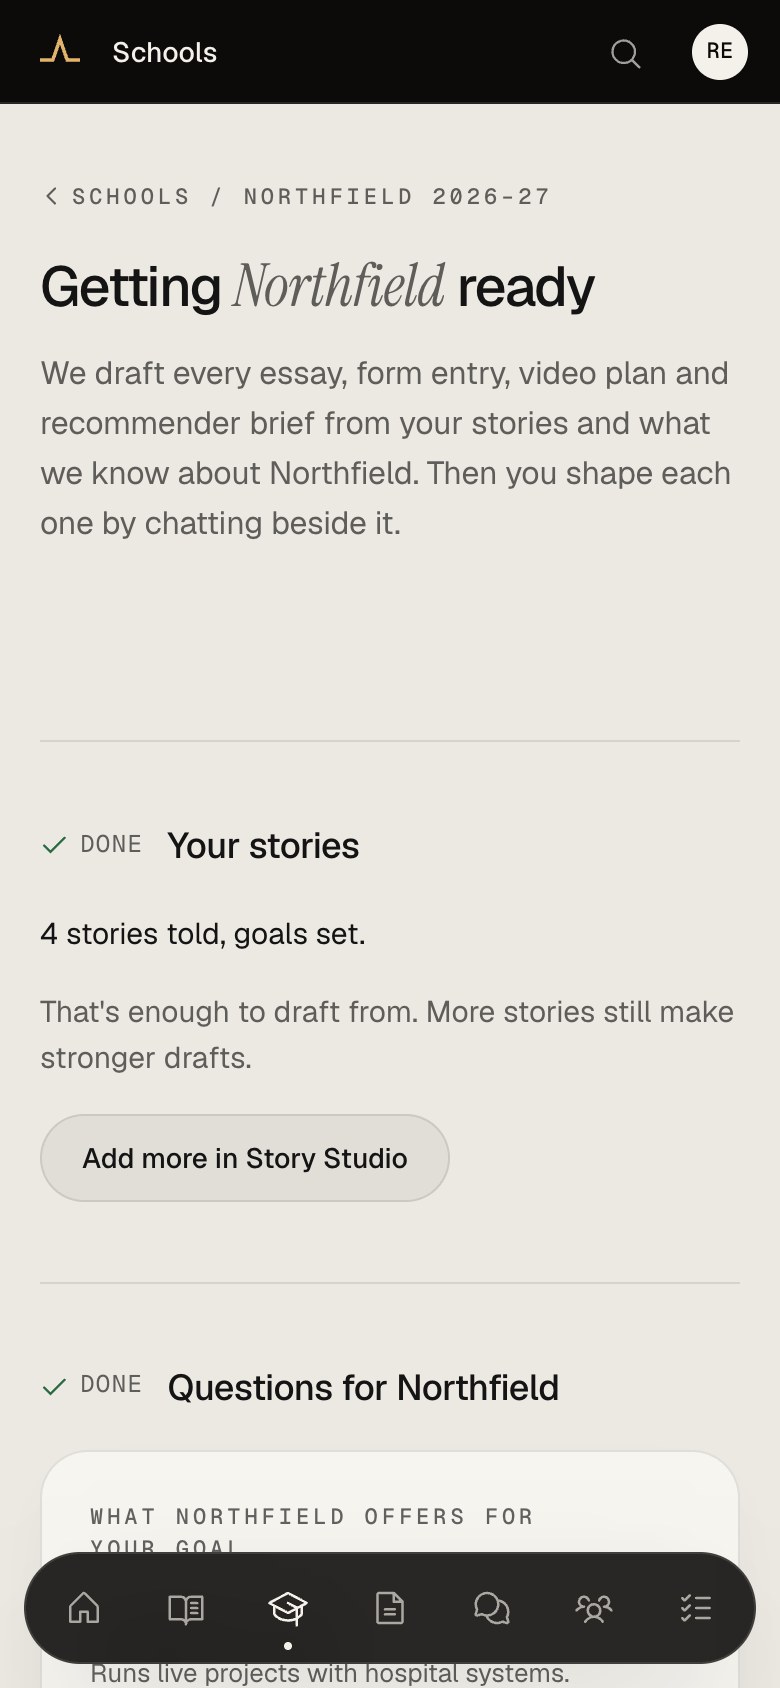 Schools
RE
SCHOOLS / NORTHFIELD 2026-27
Getting Northfield ready
We draft every essay, form entry, video plan and
recommender brief from your stories and what
we know about Northfield. Then you shape each
one by chatting beside it.
DONE Your stories
4 stories told, goals set.
That's enough to draft from. More stories still make
stronger drafts.
Add more in Story Studio
DONE Questions for Northfield
WHAT NORTHFIELD OFFERS FOR
YOUR GOAL
Runs live projects with hospital systems.